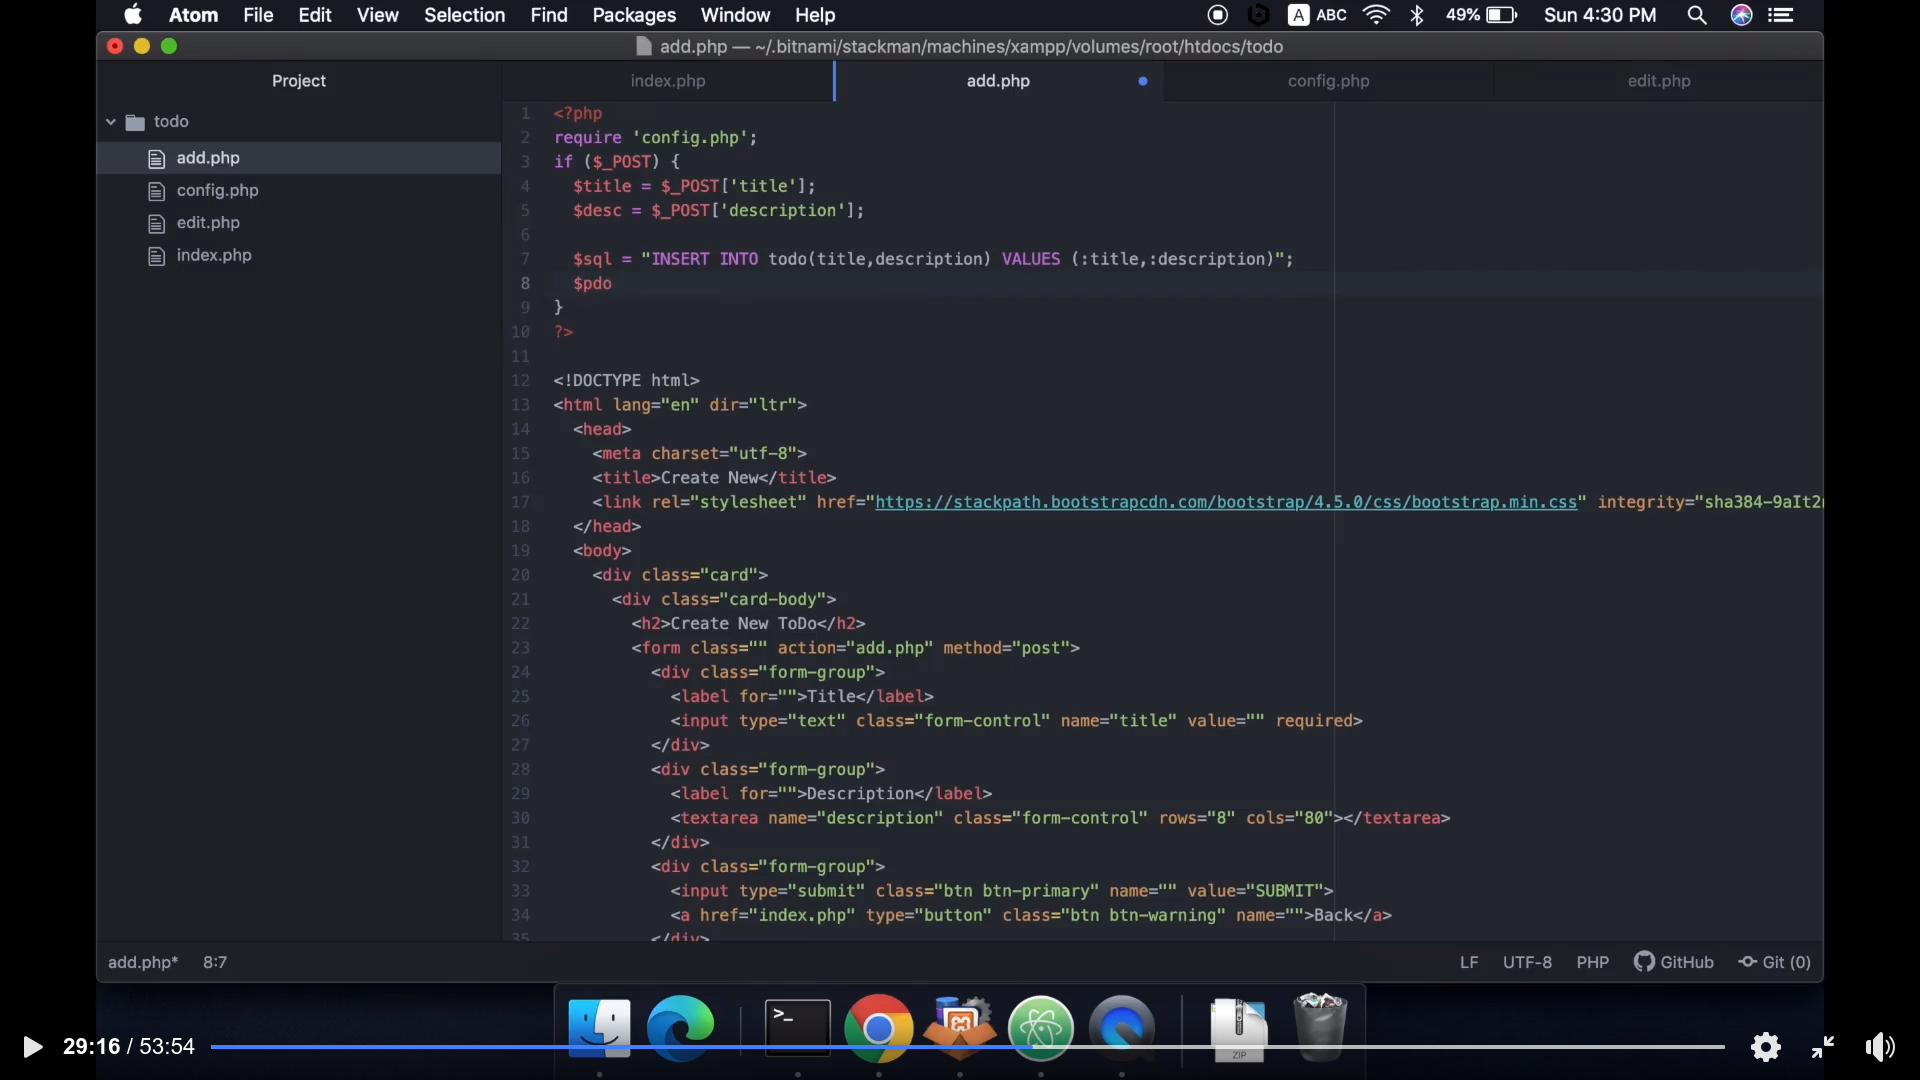 Atom File Edit View Selection Find Packages Window Help A ABC 49% Sun 4:30 PM
add.php — ~/.bitnami/stackman/machines/xampp/volumes/root/htdocs/todo
Project index.php add.php config.php edit.php
todo
add.php
config.php
edit.php
index.php
1 <?php
2 require 'config.php';
3 if ($_POST) {
4 $title = $_POST['title'];
5 $desc = $_POST['description'];
6
7 $sql = "INSERT INTO todo(title,description) VALUES (:title,:description)";
8 $pdo
9 }
10 ?>
11
12 <!DOCTYPE html>
13 <html lang="en" dir="ltr">
14 <head>
15 <meta charset="utf-8">
16 <title>Create New</title>
17 <link rel="stylesheet" href="https://stackpath.bootstrapcdn.com/bootstrap/4.5.0/css/bootstrap.min.css" integrity="sha384-9aIt2
18 </head>
19 <body>
20 <div class="card">
21 <div class="card-body">
22 <h2>Create New ToDo</h2>
23 <form class="" action="add.php" method="post">
24 <div class="form-group">
25 <label for="">Title</label>
26 <input type="text" class="form-control" name="title" value="" required>
27 </div>
28 <div class="form-group">
29 <label for="">Description</label>
30 <textarea name="description" class="form-control" rows="8" cols="80"></textarea>
31 </div>
32 <div class="form-group">
33 <input type="submit" class="btn btn-primary" name="" value="SUBMIT">
34 <a href="index.php" type="button" class="btn btn-warning" name="">Back</a>
35 </div>
add.php* 8:7 LF UTF-8 PHP GitHub Git (0)
>_
ZIP
29:16 / 53:54